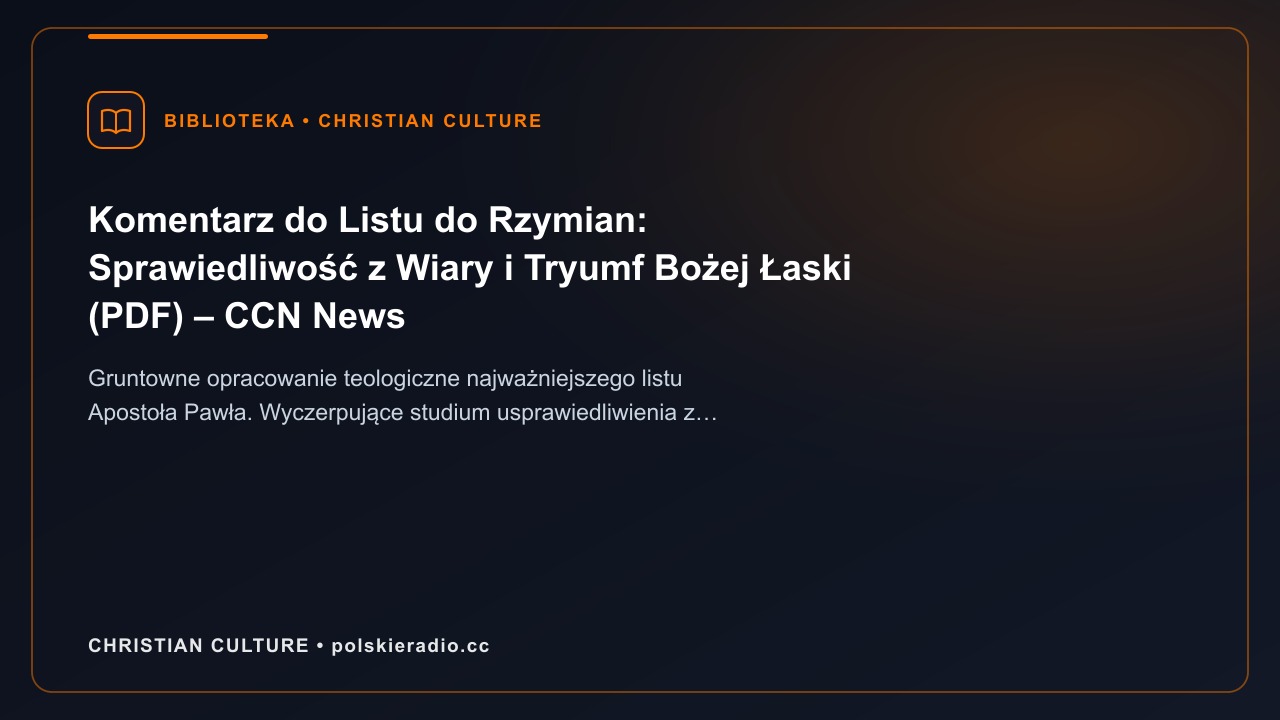 BIBLIOTEKA • CHRISTIAN CULTURE
Komentarz do Listu do Rzymian:
Sprawiedliwość z Wiary i Tryumf Bożej Łaski
(PDF) – CCN News
Gruntowne opracowanie teologiczne najważniejszego listu
Apostoła Pawła. Wyczerpujące studium usprawiedliwienia z…
CHRISTIAN CULTURE • polskieradio.cc